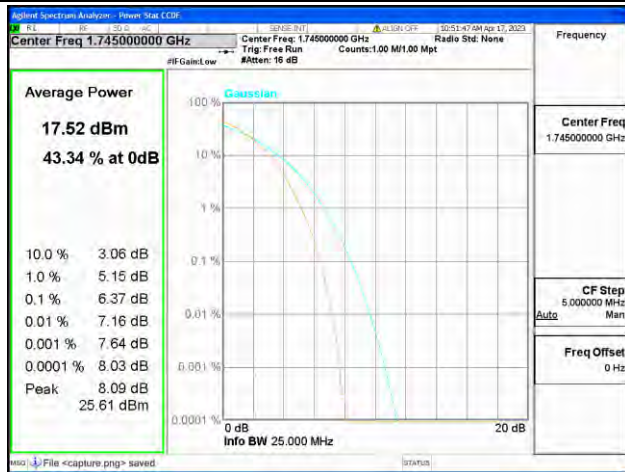 Agilent Spectrum Analyzer - Power Stat CCDF
RL RF 50 Ω AC SENSE:INT ALIGN OFF 10:51:47 AM Apr 17, 2023
Center Freq 1.745000000 GHz
Center Freq: 1.745000000 GHz Radio Std: None
Trig: Free Run Counts:1.00 M/1.00 Mpt
#IFGain:Low #Atten: 16 dB
Frequency
Average Power
17.52 dBm
43.34 % at 0dB
10.0 % 3.06 dB
1.0 % 5.15 dB
0.1 % 6.37 dB
0.01 % 7.16 dB
0.001 % 7.64 dB
0.0001 % 8.03 dB
Peak 8.09 dB
25.61 dBm
Gaussian
100 %
10 %
1 %
0.1 %
0.01 %
0.001 %
0.0001 %
0 dB 20 dB
Info BW 25.000 MHz
Center Freq
1.745000000 GHz
CF Step
5.000000 MHz
Auto Man
Freq Offset
0 Hz
MSG File <capture.png> saved STATUS